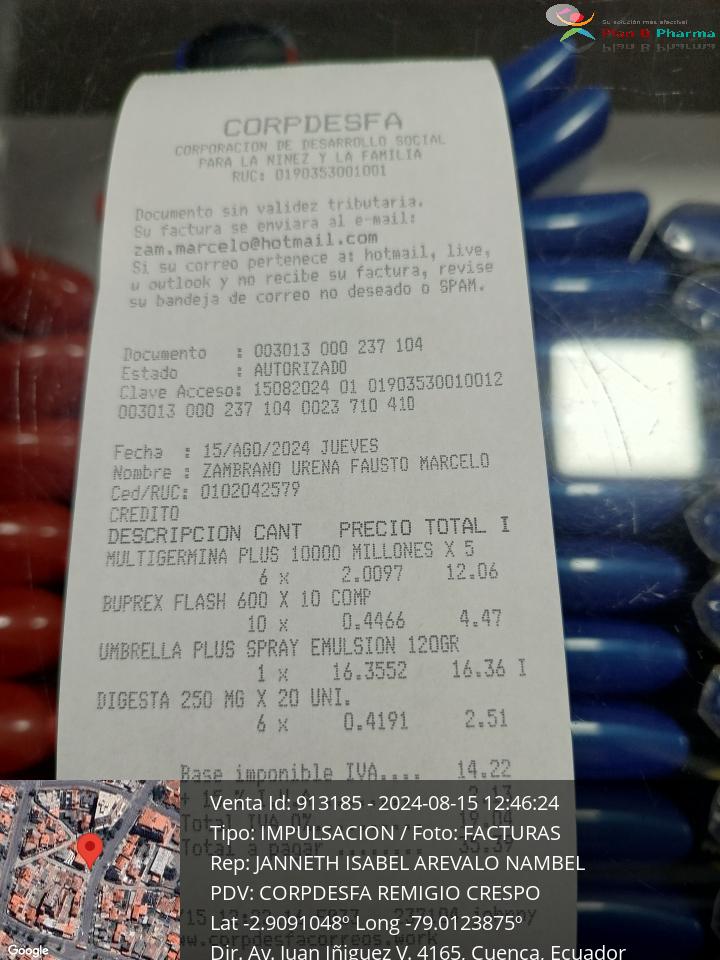 Su solución más efectiva!
Plan B Pharma
CORPDESFA
CORPORACION DE DESARROLLO SOCIAL
PARA LA NINEZ Y LA FAMILIA
RUC: 0190353001001
Documento sin validez tributaria.
Su factura se enviara al e-mail:
zam.marcelo@hotmail.com
Si su correo pertenece a: hotmail, live,
u outlook y no recibe su factura, revise
su bandeja de correo no deseado o SPAM.
Documento : 003013 000 237 104
Estado : AUTORIZADO
Clave Acceso: 15082024 01 01903530010012
003013 000 237 104 0023 710 410
Fecha : 15/AGO/2024 JUEVES
Nombre : ZAMBRANO URENA FAUSTO MARCELO
Ced/RUC: 0102042579
CREDITO
DESCRIPCION CANT PRECIO TOTAL I
MULTIGERMINA PLUS 10000 MILLONES X 5
6 x 2.0097 12.06
BUPREX FLASH 600 X 10 COMP
10 x 0.4466 4.47
UMBRELLA PLUS SPRAY EMULSION 120GR
1 x 16.3552 16.36 I
DIGESTA 250 MG X 20 UNI.
6 x 0.4191 2.51
Base imponible IVA.... 14.22
2.13
Total IVA 0% 19.04
Total a pagar ........ 35.39
Venta Id: 913185 - 2024-08-15 12:46:24
Tipo: IMPULSACION / Foto: FACTURAS
Rep: JANNETH ISABEL AREVALO NAMBEL
PDV: CORPDESFA REMIGIO CRESPO
Lat -2.9091048º Long -79.0123875º
Dir. Av. Juan Iñiguez V. 4165, Cuenca, Ecuador
Google